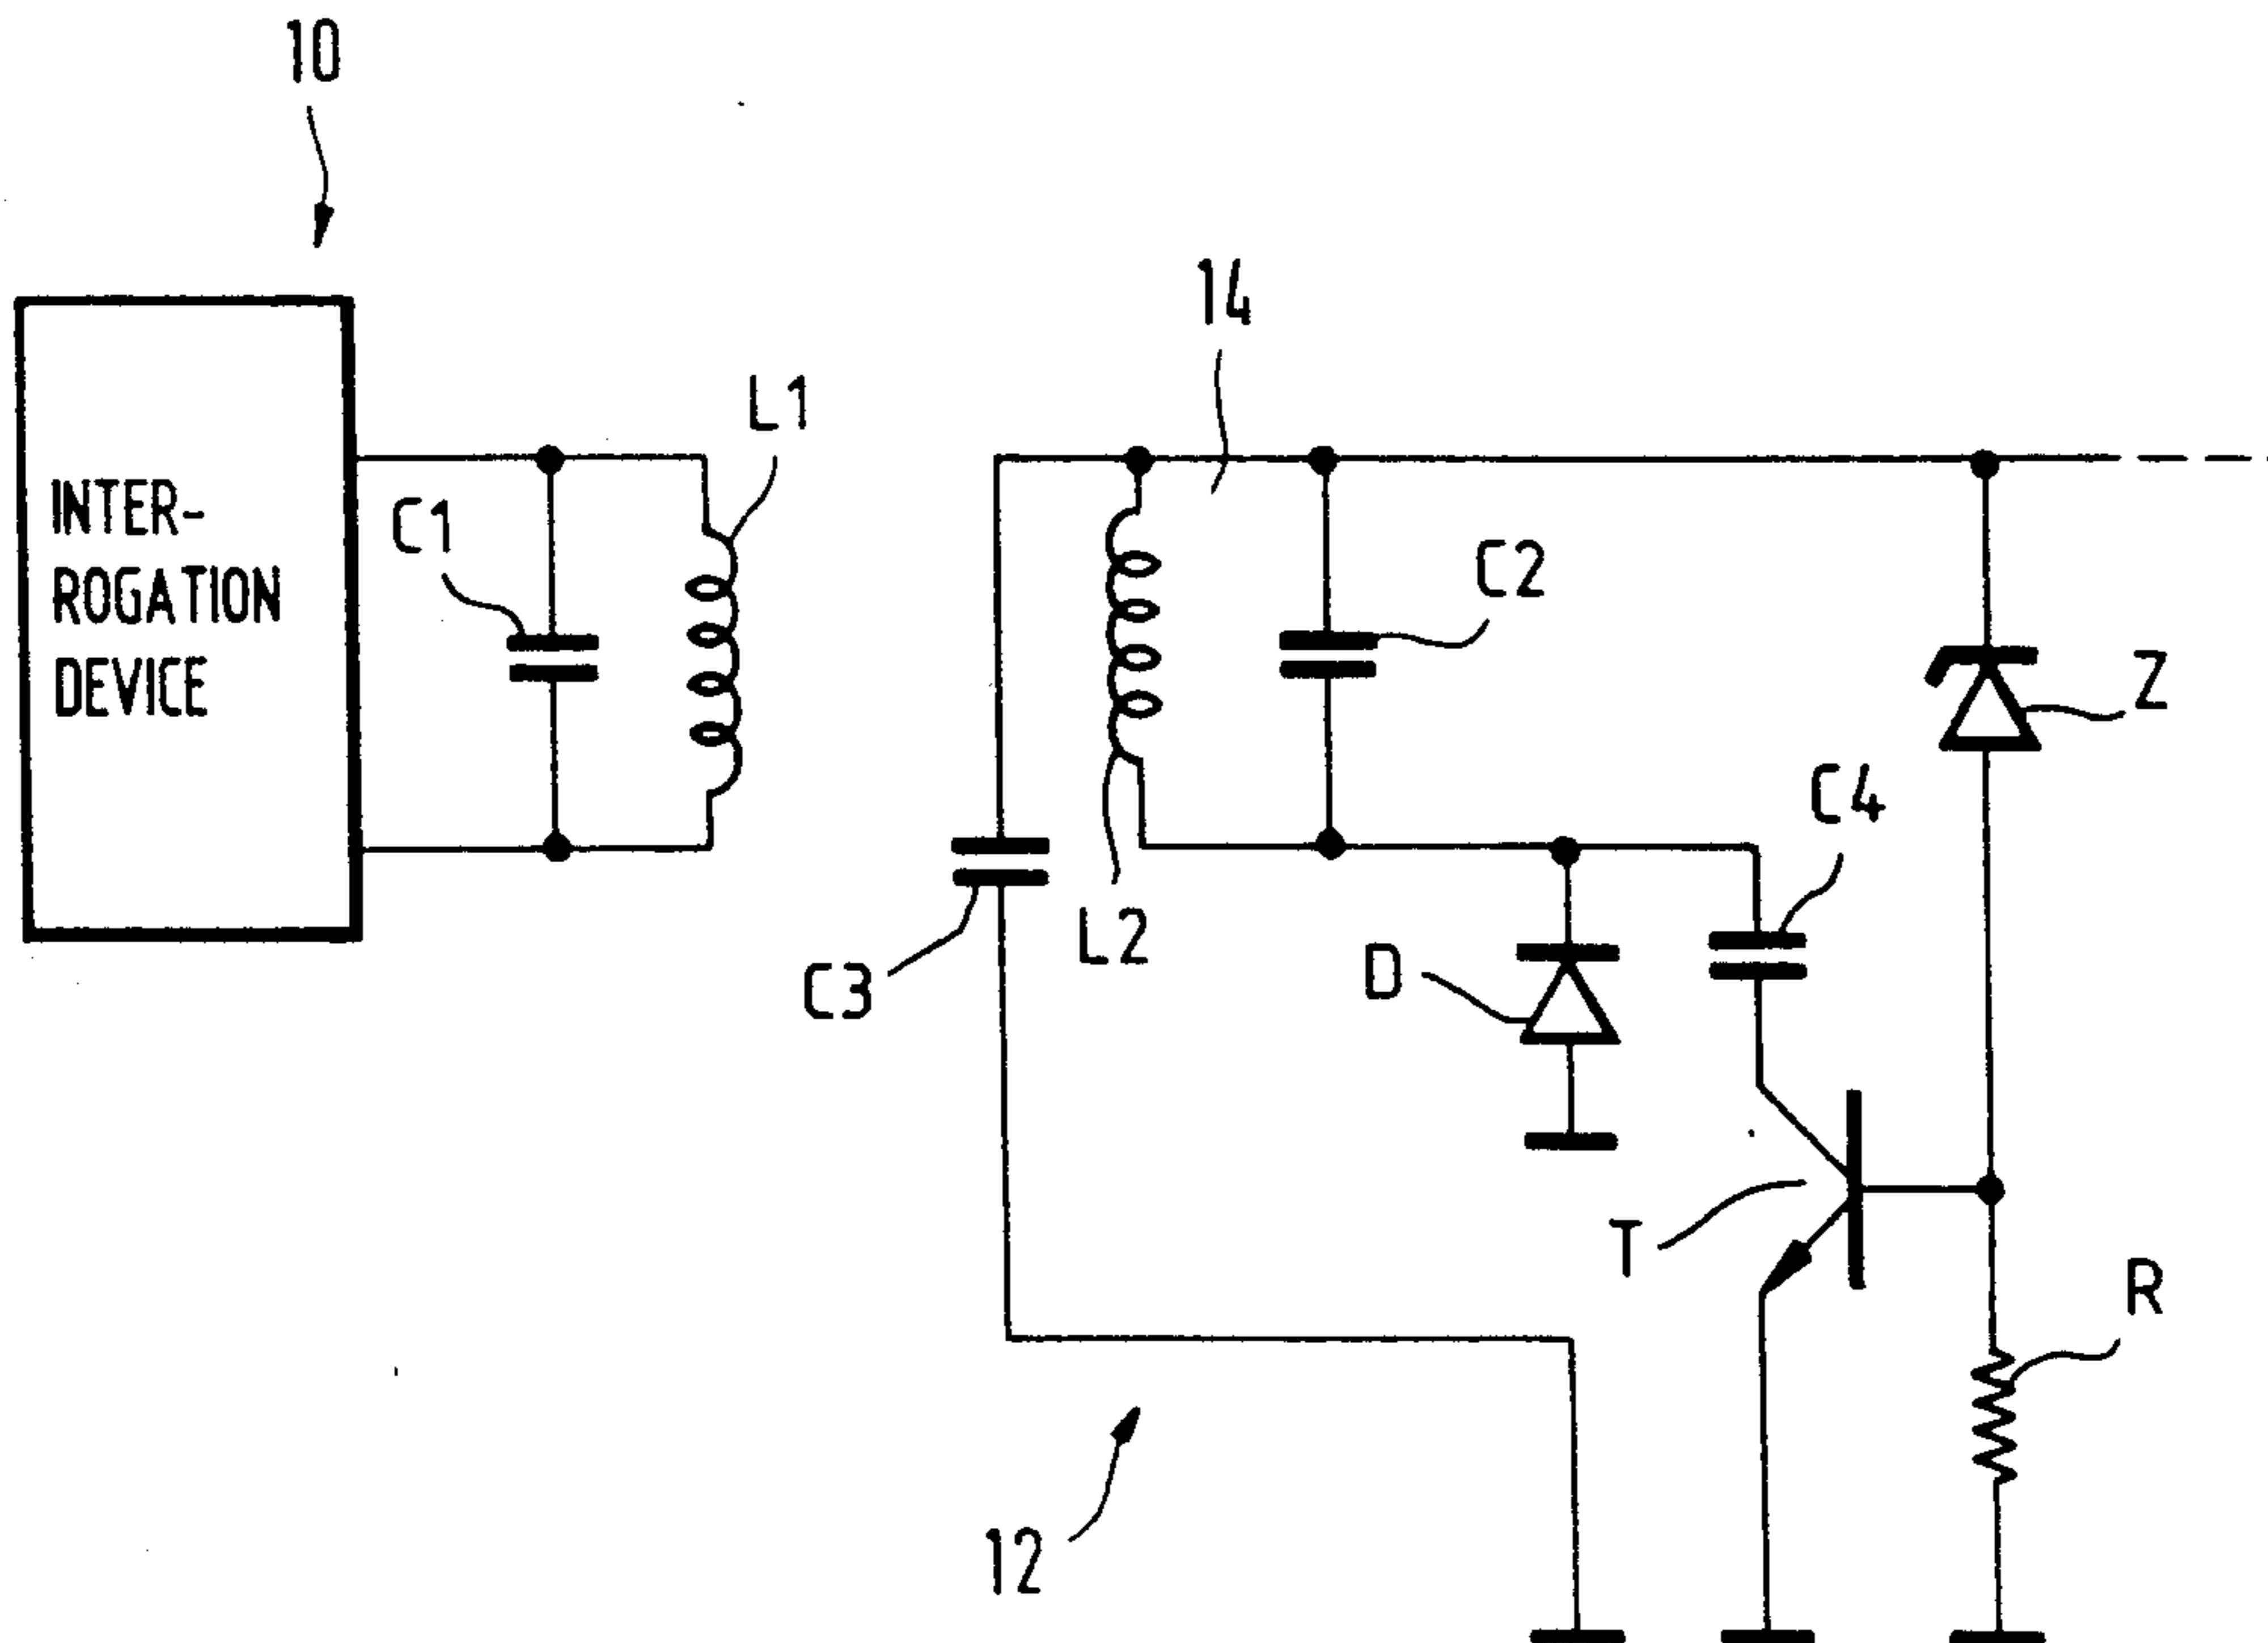 10
14
L1
INTER-
ROGATION
DEVICE
C1
C2
Z
C4
C3
L2
D
T
R
12